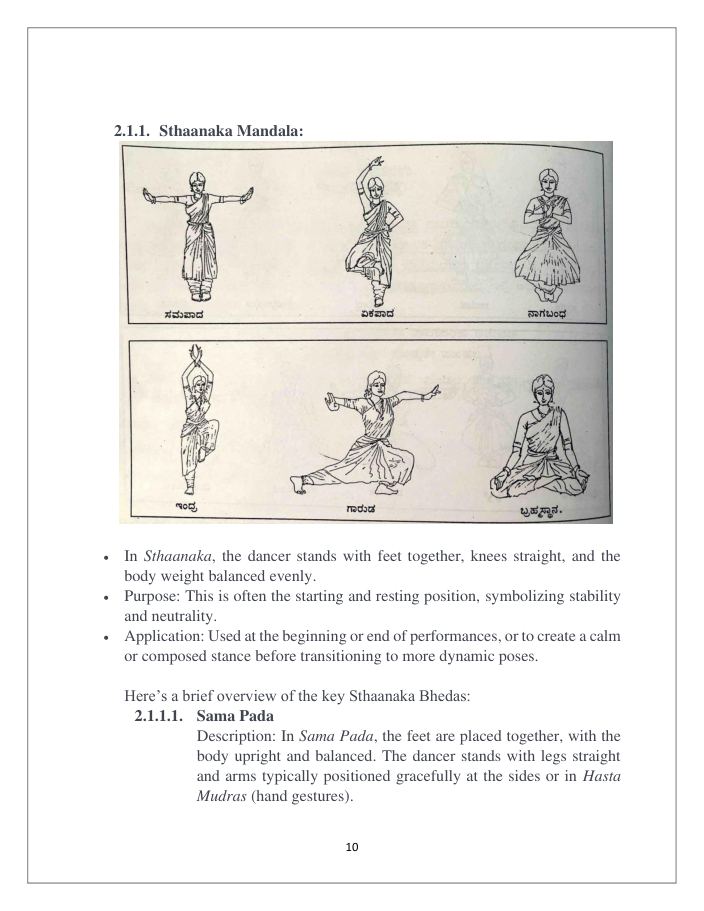 2.1.1. Sthaanaka Mandala:
ಸಮಪಾದ
ಏಕಪಾದ
ನಾಗಬಂಧ
ಇಂದ್ರ
ಗಾರುಡ
ಬ್ರಹ್ಮಸ್ಥಾನ.
• In Sthaanaka, the dancer stands with feet together, knees straight, and the
body weight balanced evenly.
• Purpose: This is often the starting and resting position, symbolizing stability
and neutrality.
• Application: Used at the beginning or end of performances, or to create a calm
or composed stance before transitioning to more dynamic poses.
Here’s a brief overview of the key Sthaanaka Bhedas:
2.1.1.1. Sama Pada
Description: In Sama Pada, the feet are placed together, with the
body upright and balanced. The dancer stands with legs straight
and arms typically positioned gracefully at the sides or in Hasta
Mudras (hand gestures).
10